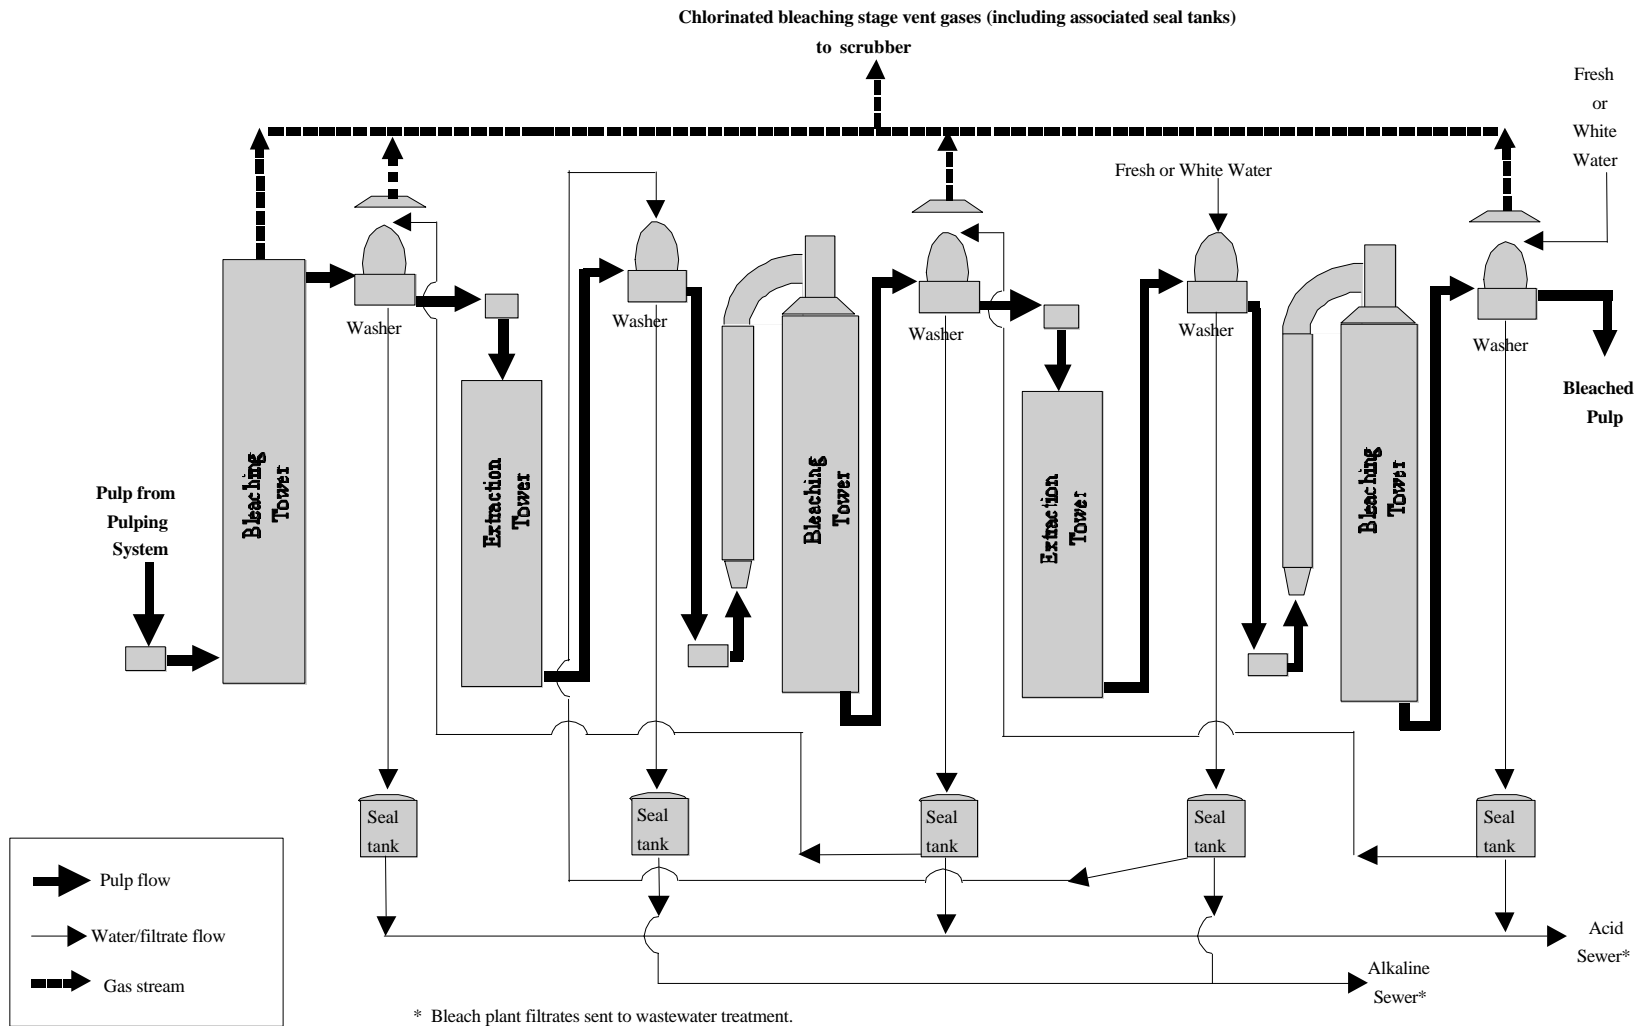 Chlorinated bleaching stage vent gases (including associated seal tanks)
to scrubber
Fresh
or
White
Water
Fresh or White Water
Washer
Washer
Washer
Washer
Washer
Bleached
Pulp
Pulp from
Pulping
System
Bleaching
Tower
Extraction
Tower
Bleaching
Tower
Extraction
Tower
Bleaching
Tower
Seal
tank
Seal
tank
Seal
tank
Seal
tank
Seal
tank
Pulp flow
Water/filtrate flow
Gas stream
Acid
Sewer*
Alkaline
Sewer*
* Bleach plant filtrates sent to wastewater treatment.